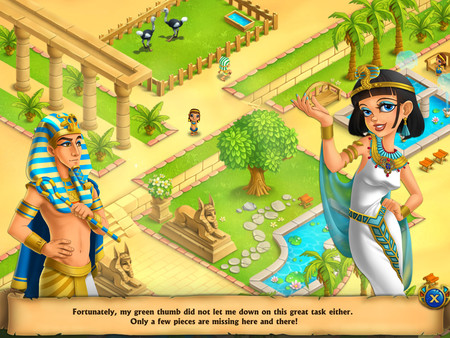 Fortunately, my green thumb did not let me down on this great task either.
Only a few pieces are missing here and there!
X